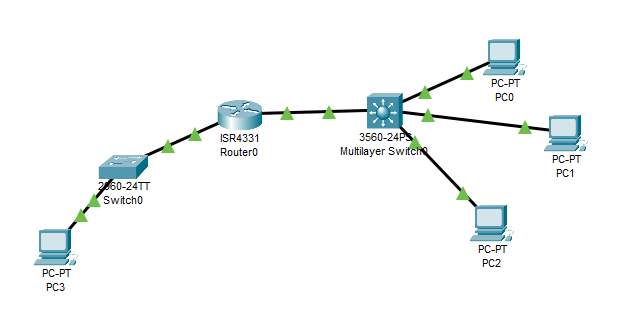 PC-PT
PC0
ISR4331
Router0
3560-24PS
Multilayer Switch0
PC-PT
PC1
2960-24TT
Switch0
PC-PT
PC2
PC-PT
PC3